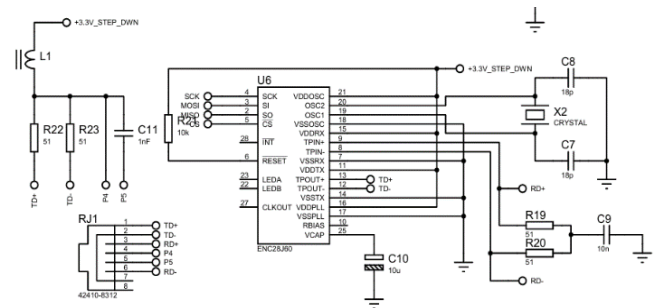 +3.3V_STEP_DWN
L1
R22
51
R23
51
C11
1nF
TD+
TD-
P4
P5
RJ1
1 TD+
2 TD-
3 RD+
4 P4
5 P5
6 RD-
7
8
42410-8312
+3.3V_STEP_DWN
U6
SCK 4 SCK
MOSI 3 SI
MISO 2 SO
CS 5 CS
R21
10k
28 INT
6 RESET
23 LEDA
22 LEDB
27 CLKOUT
VDDOSC 21
OSC2 20
OSC1 19
VSSOSC 18
VDDRX 15
TPIN+ 9
TPIN- 8
VSSRX 7
VDDTX 11
TPOUT+ 13 TD+
TPOUT- 12 TD-
VSSTX 14
VDDPLL 16
VSSPLL 17
RBIAS 10
VCAP 25
ENC28J60
C10
10u
C8
18p
X2
CRYSTAL
C7
18p
RD+
R19
51
R20
51
C9
10n
RD-